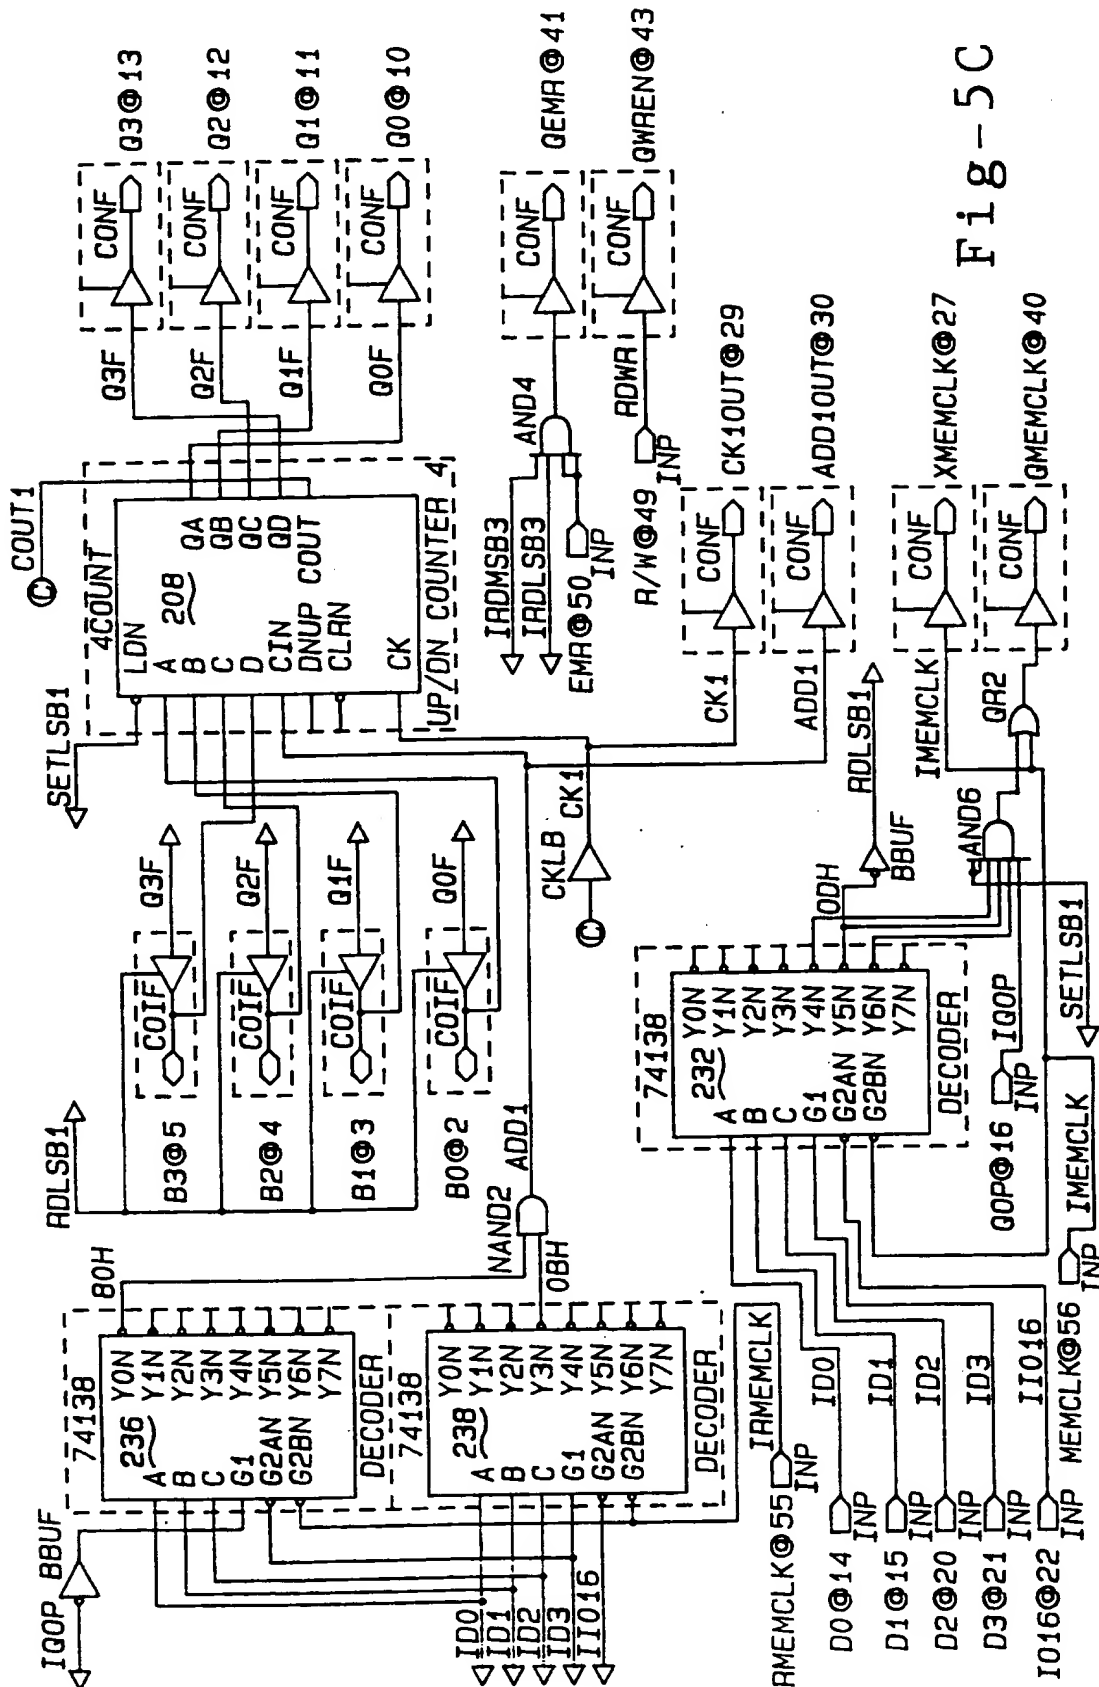 IQOP BBUF
74138
236
A
B
C
G1
G2AN
G2BN
Y0N
Y1N
Y2N
Y3N
Y4N
Y5N
Y6N
Y7N
DECODER
80H
74138
238
A
B
C
G1
G2AN
G2BN
Y0N
Y1N
Y2N
Y3N
Y4N
Y5N
Y6N
Y7N
DECODER
0BH
NAND2
ADD1
ID0
ID1
ID2
ID3
IIO16
RMEMCLK@55
INP
IRMEMCLK
RDLSB1
B3@5
COIF
Q3F
B2@4
COIF
Q2F
B1@3
COIF
Q1F
B0@2
COIF
Q0F
SETLSB1
4COUNT
208
LDN
A
B
C
D
CIN
DNUP
CLRN
CK
QA
QB
QC
QD
COUT
UP/DN COUNTER 4
COUT1
C
Q3F
CONF
Q3@13
Q2F
CONF
Q2@12
Q1F
CONF
Q1@11
Q0F
CONF
Q0@10
C
CKLB
CK1
IRDMSB3
IRDLSB3
EMR@50
INP
AND4
CONF
QEMR@41
R/W@49
INP
RDWR
CONF
QWREN@43
CK1
CONF
CK1OUT@29
ADD1
CONF
ADD1OUT@30
D0@14
INP
ID0
D1@15
INP
ID1
D2@20
INP
ID2
D3@21
INP
ID3
IO16@22
INP
IIO16
MEMCLK@56
INP
IMEMCLK
74138
232
A
B
C
G1
G2AN
G2BN
Y0N
Y1N
Y2N
Y3N
Y4N
Y5N
Y6N
Y7N
DECODER
ODH
BBUF
RDLSB1
QOP@16
INP
IQOP
AND6
SETLSB1
IMEMCLK
CONF
XMEMCLK@27
QR2
CONF
QMEMCLK@40
Fig-5C